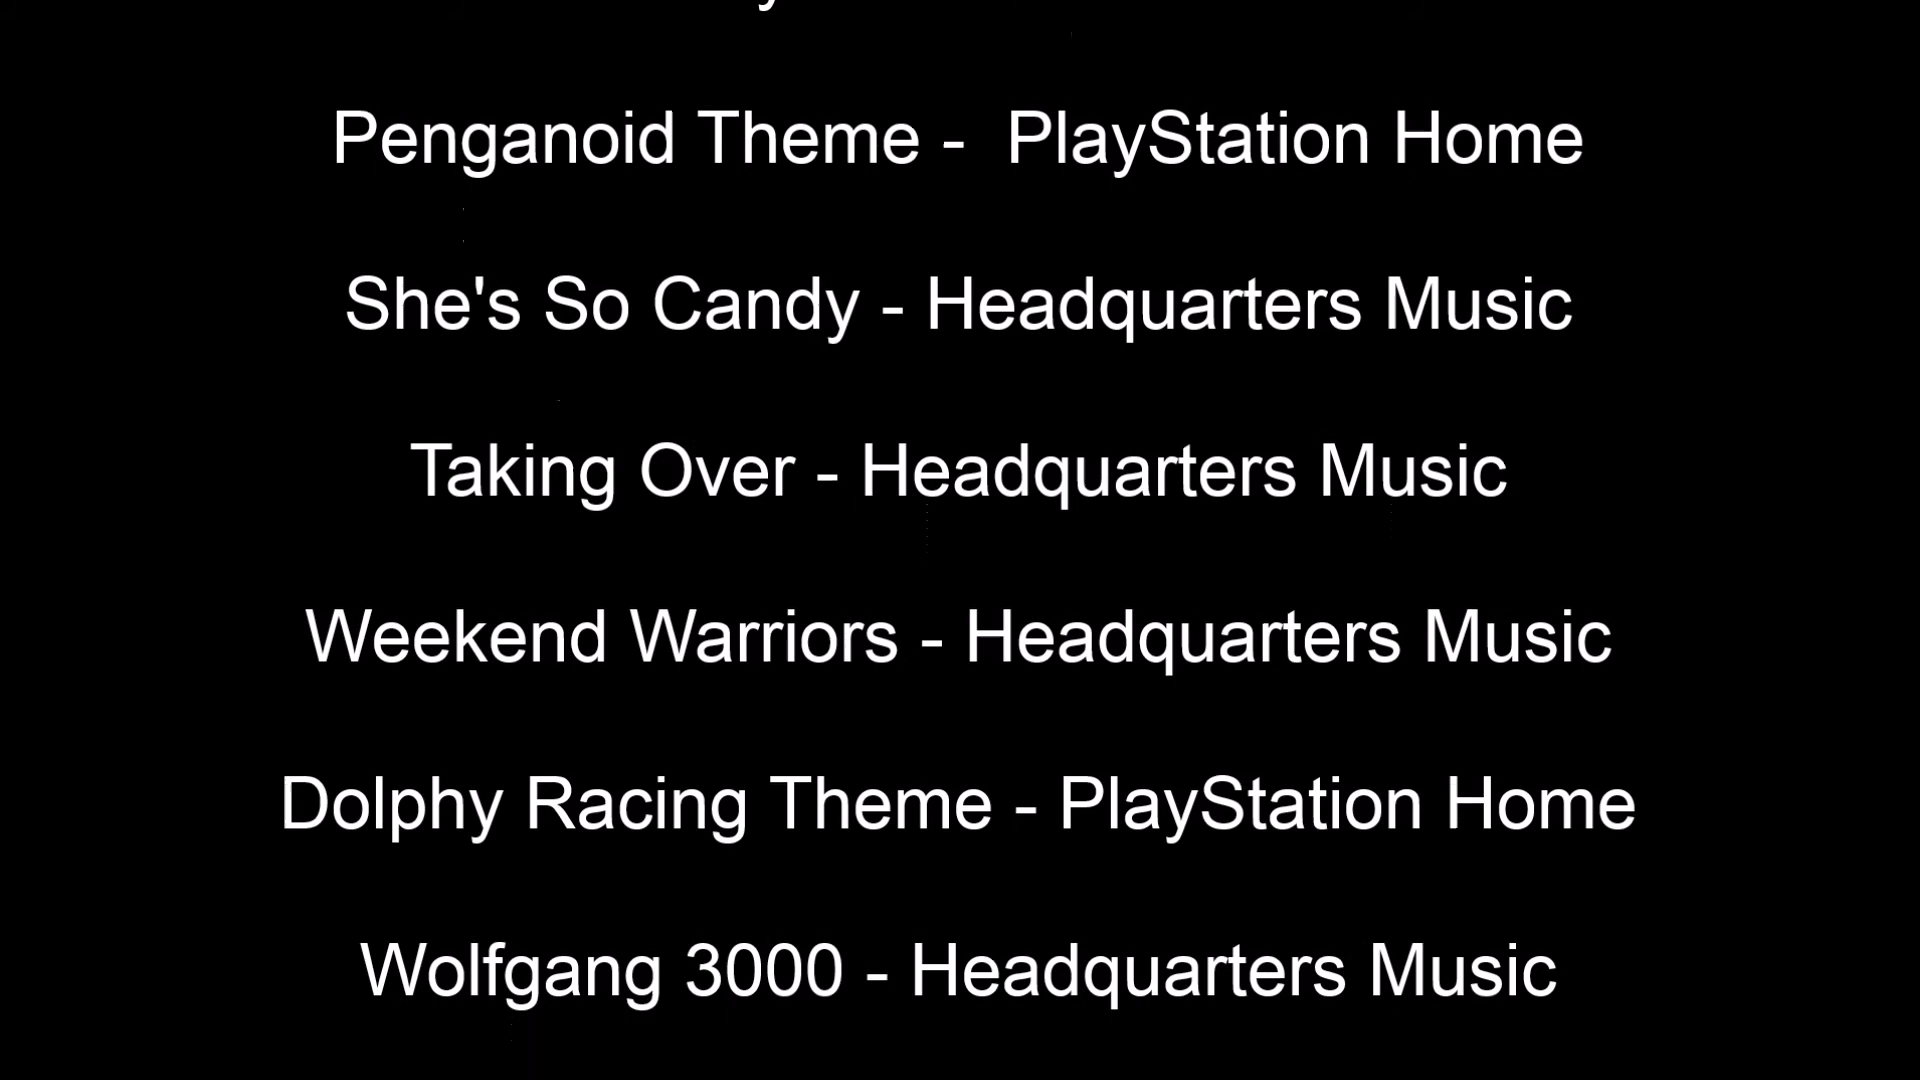 Penganoid Theme -  PlayStation Home
She's So Candy - Headquarters Music
Taking Over - Headquarters Music
Weekend Warriors - Headquarters Music
Dolphy Racing Theme - PlayStation Home
Wolfgang 3000 - Headquarters Music